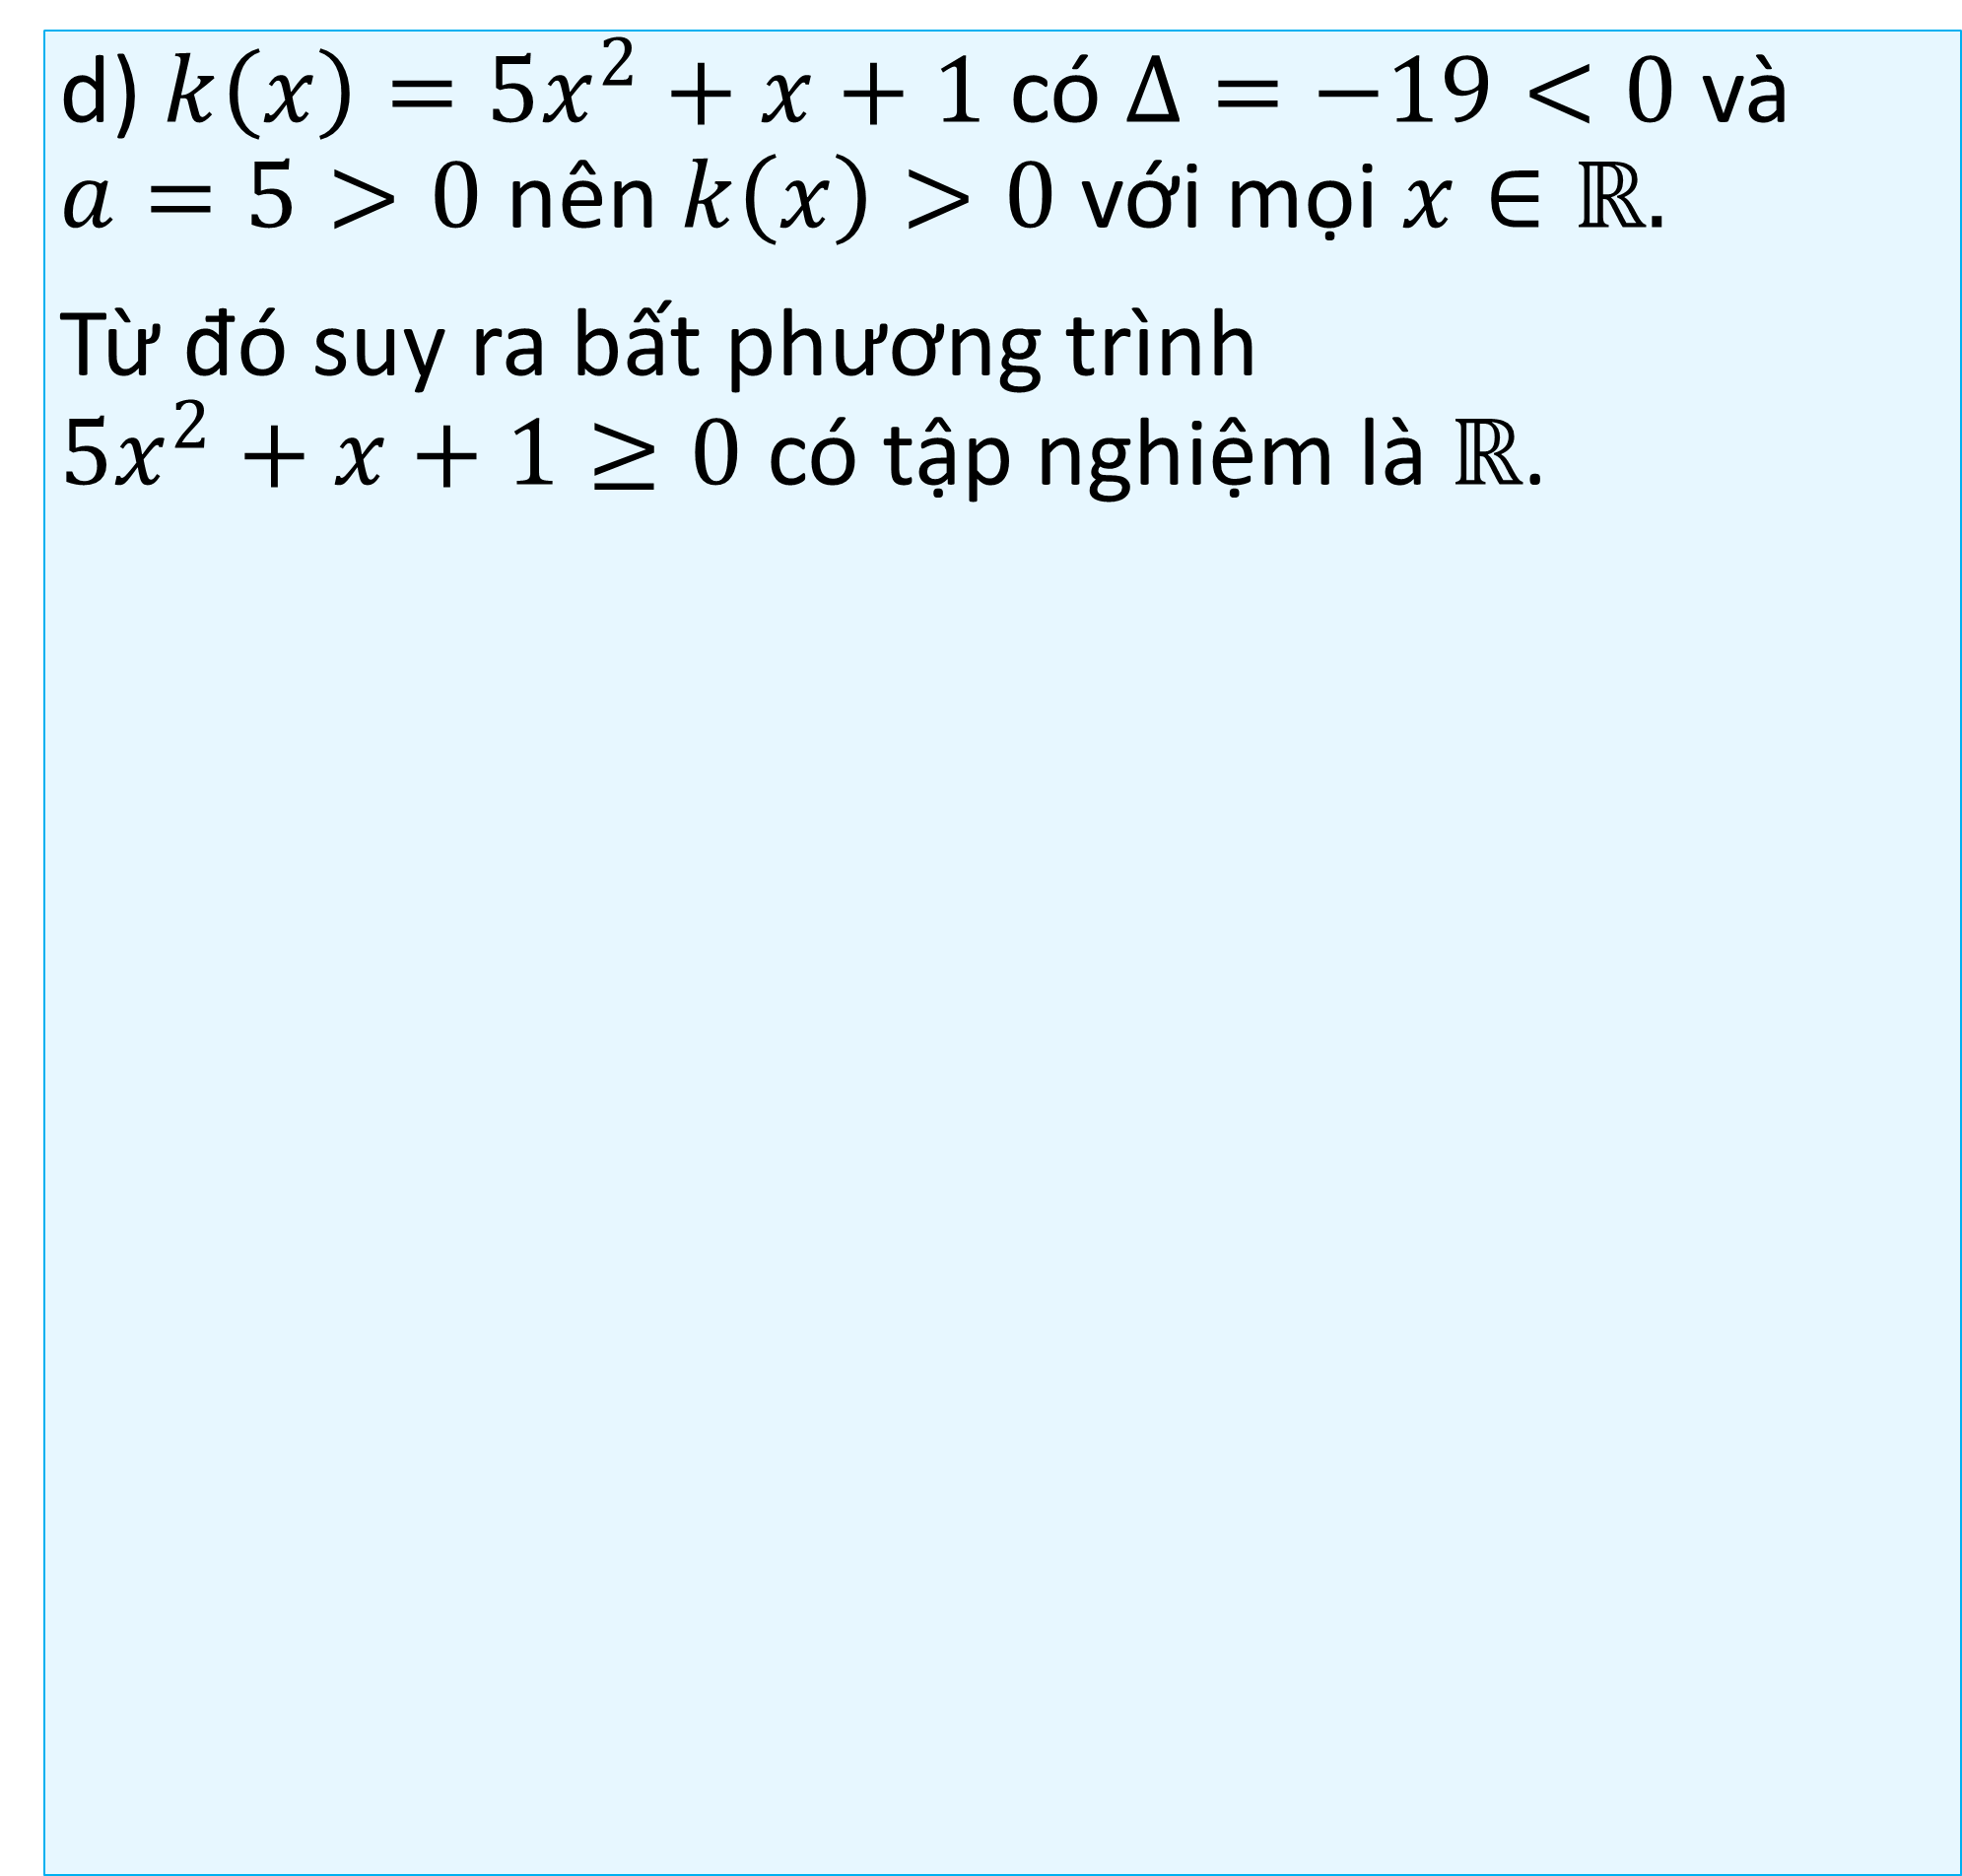 d) k(x) = 5x² + x + 1 có Δ = −19 < 0 và
a = 5 > 0 nên k(x) > 0 với mọi x ∈ ℝ.
Từ đó suy ra bất phương trình
5x² + x + 1 ≥ 0 có tập nghiệm là ℝ.